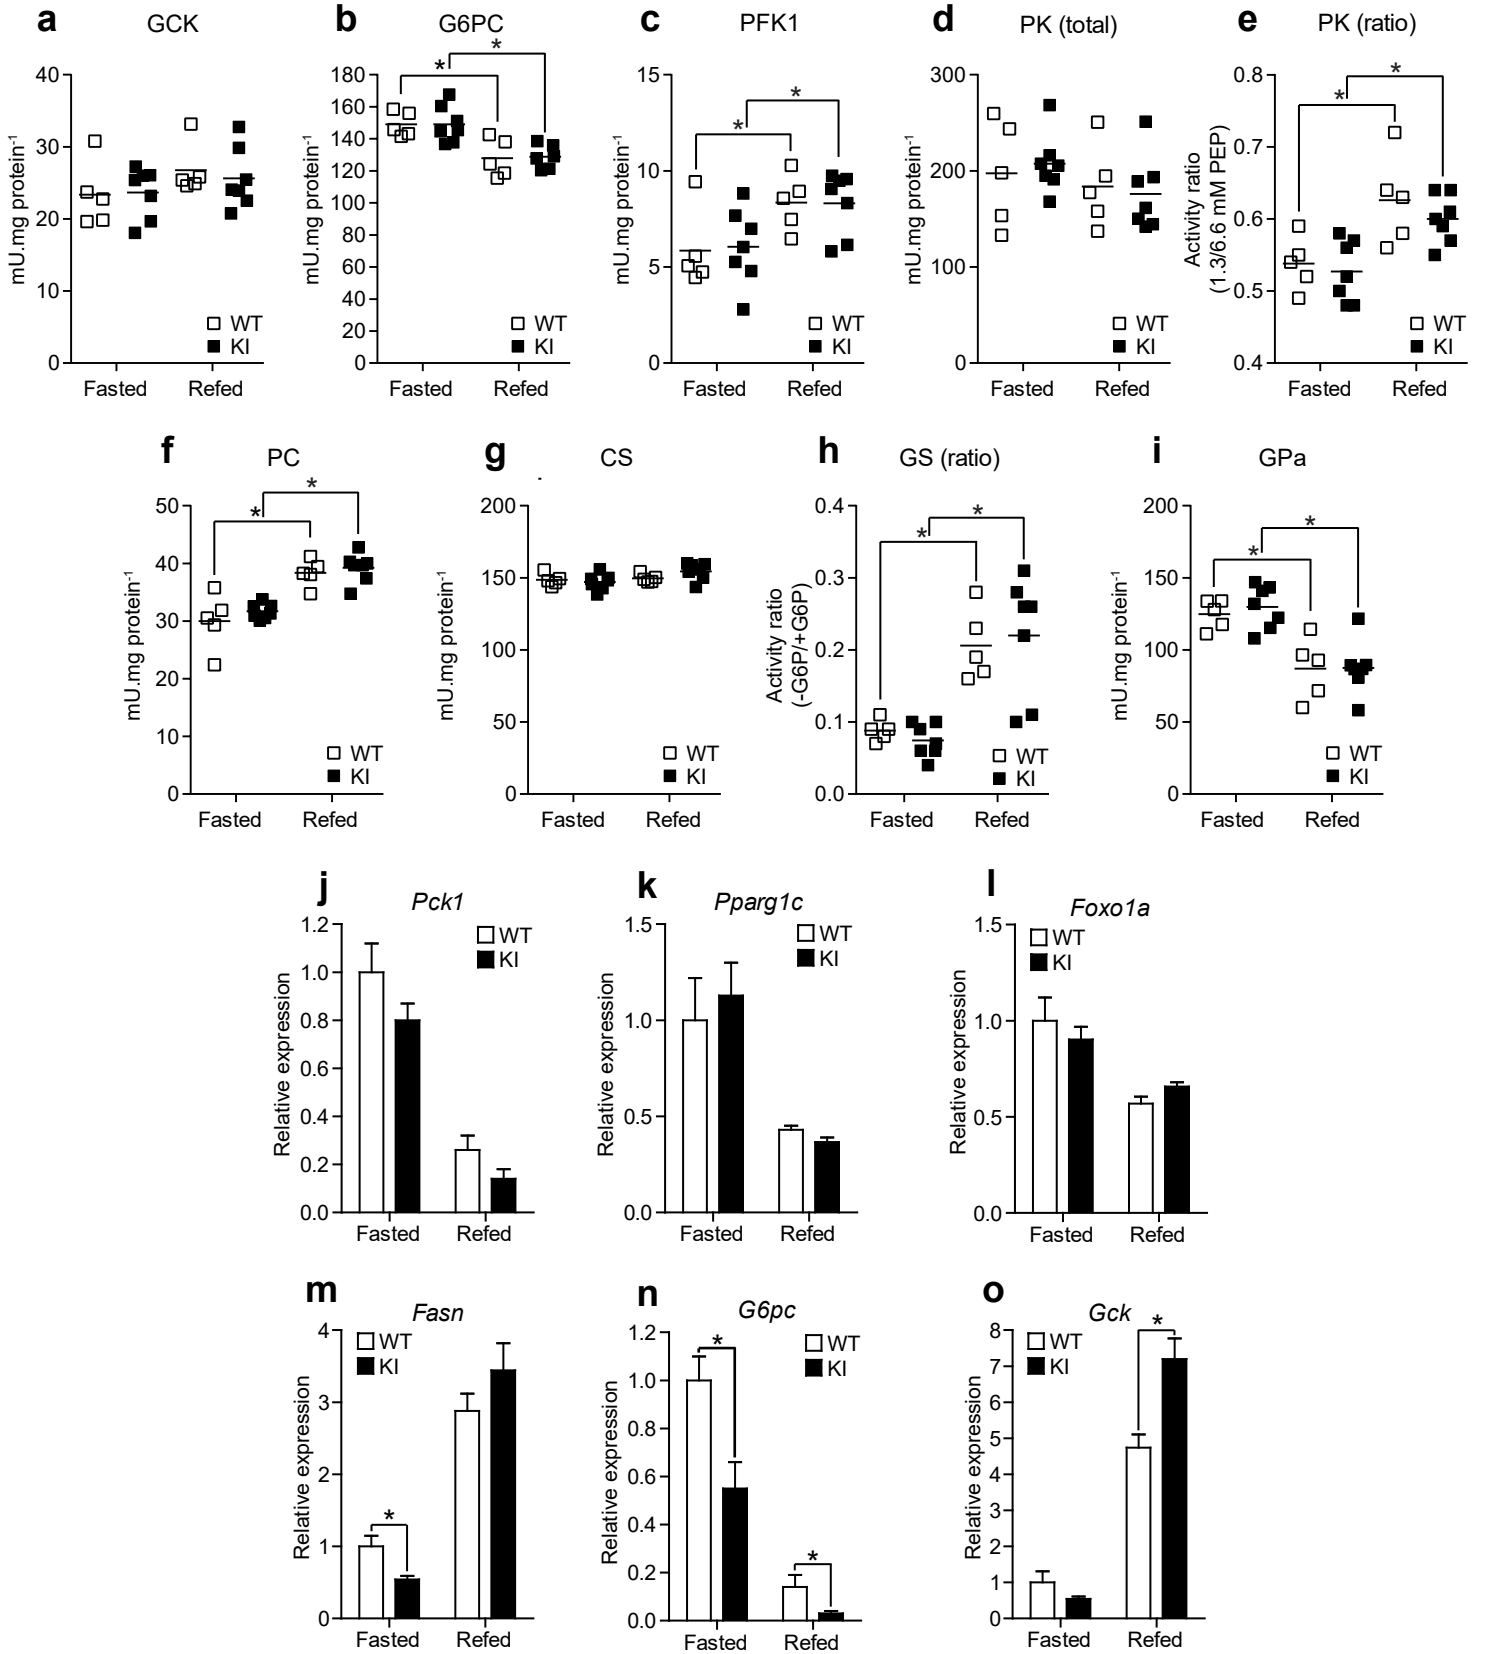 a GCK
mU.mg protein-1
40
30
20
10
0
WT
KI
Fasted Refed
b G6PC
mU.mg protein-1
180
160
140
120
100
80
60
40
20
0
* *
WT
KI
Fasted Refed
c PFK1
mU.mg protein-1
15
10
5
0
* *
WT
KI
Fasted Refed
d PK (total)
mU.mg protein-1
300
200
100
0
WT
KI
Fasted Refed
e PK (ratio)
Activity ratio
(1.3/6.6 mM PEP)
0.8
0.7
0.6
0.5
0.4
* *
WT
KI
Fasted Refed
f PC
mU.mg protein-1
50
40
30
20
10
0
* *
WT
KI
Fasted Refed
g CS
mU.mg protein-1
200
150
100
50
0
WT
KI
Fasted Refed
h GS (ratio)
Activity ratio
(-G6P/+G6P)
0.4
0.3
0.2
0.1
0.0
* *
WT
KI
Fasted Refed
i GPa
mU.mg protein-1
200
150
100
50
0
* *
WT
KI
Fasted Refed
j Pck1
Relative expression
1.2
1.0
0.8
0.6
0.4
0.2
0.0
WT
KI
Fasted Refed
k Pparg1c
Relative expression
1.5
1.0
0.5
0.0
WT
KI
Fasted Refed
l Foxo1a
Relative expression
1.5
1.0
0.5
0.0
WT
KI
Fasted Refed
m Fasn
Relative expression
4
3
2
1
0
WT
KI
*
Fasted Refed
n G6pc
Relative expression
1.2
1.0
0.8
0.6
0.4
0.2
0.0
WT
KI
* *
Fasted Refed
o Gck
Relative expression
8
7
6
5
4
3
2
1
0
WT
KI
*
Fasted Refed